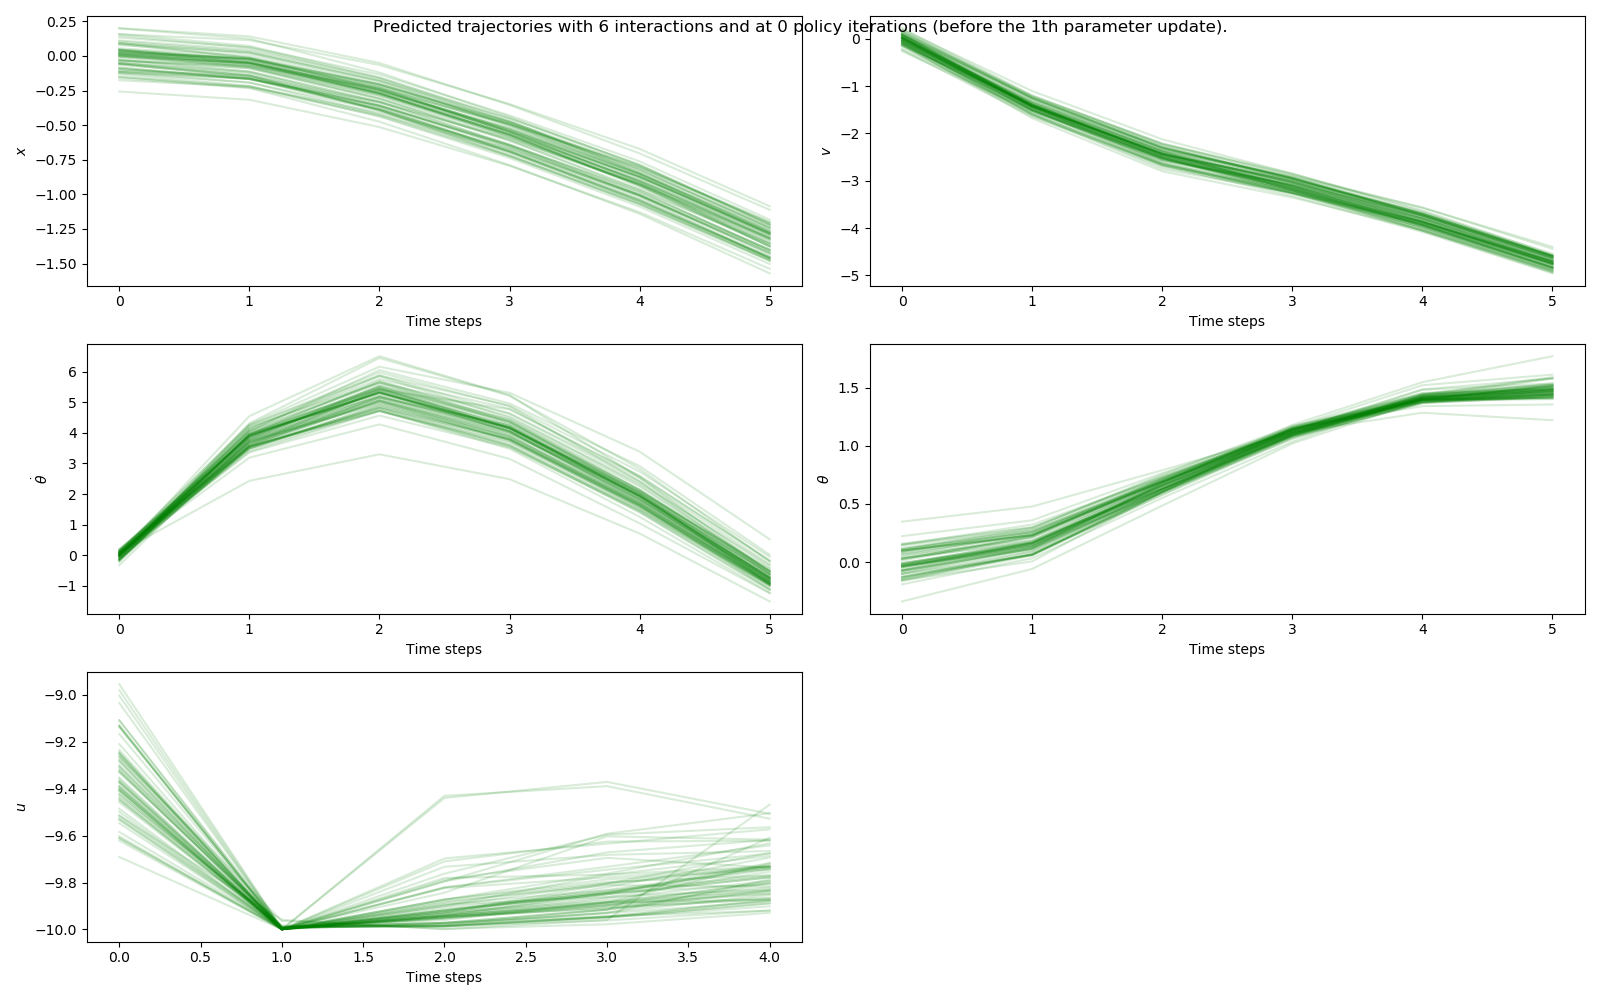 Predicted trajectories with 6 interactions and at 0 policy iterations (before the 1th parameter update).
0.25
0.00
−0.25
−0.50
−0.75
−1.00
−1.25
−1.50
x
0 1 2 3 4 5
Time steps
0
−1
−2
−3
−4
−5
v
0 1 2 3 4 5
Time steps
6
5
4
3
2
1
0
−1
θ̇
0 1 2 3 4 5
Time steps
1.5
1.0
0.5
0.0
θ
0 1 2 3 4 5
Time steps
−9.0
−9.2
−9.4
−9.6
−9.8
−10.0
u
0.0 0.5 1.0 1.5 2.0 2.5 3.0 3.5 4.0
Time steps